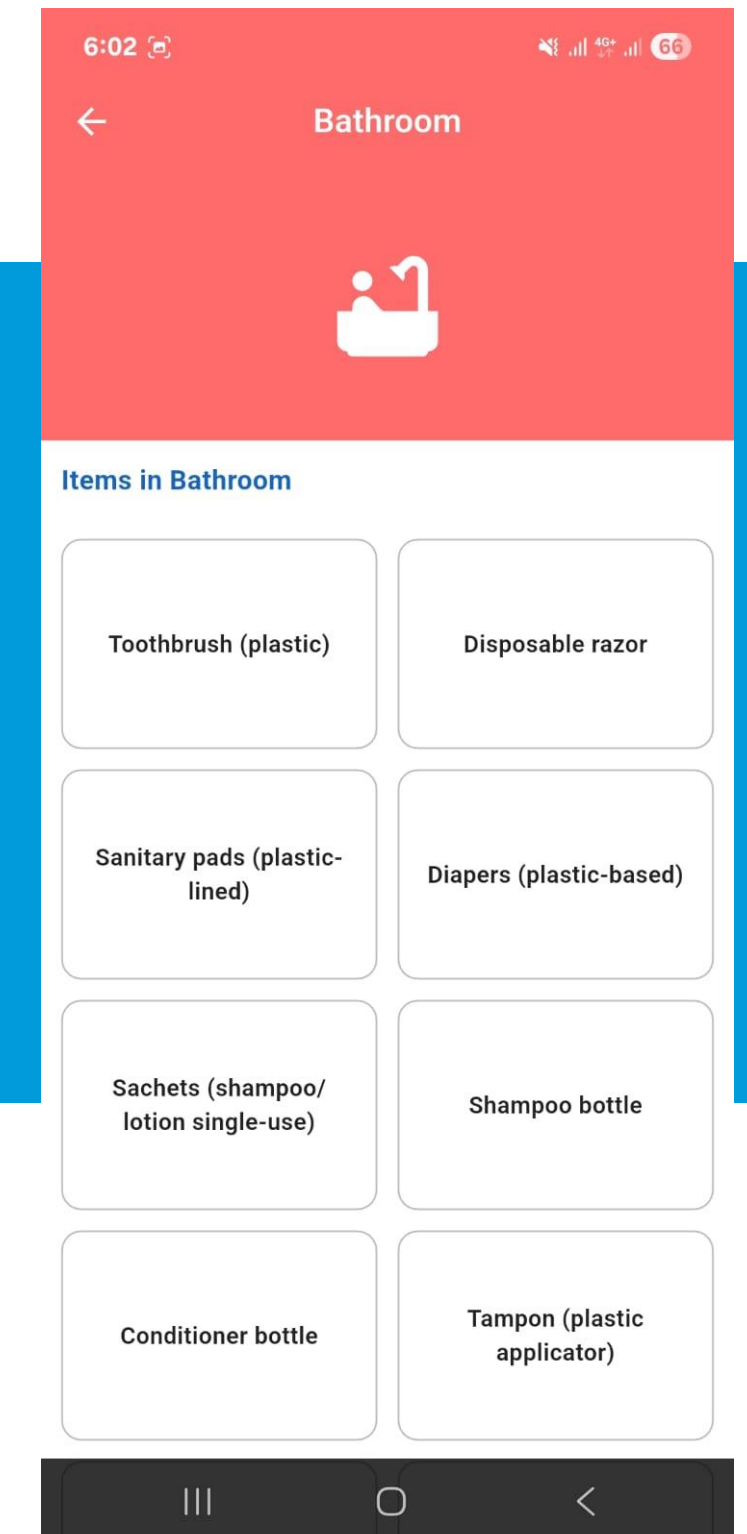 6:02
4G+
66
Bathroom
Items in Bathroom
Toothbrush (plastic)
Disposable razor
Sanitary pads (plastic-
lined)
Diapers (plastic-based)
Sachets (shampoo/
lotion single-use)
Shampoo bottle
Conditioner bottle
Tampon (plastic
applicator)